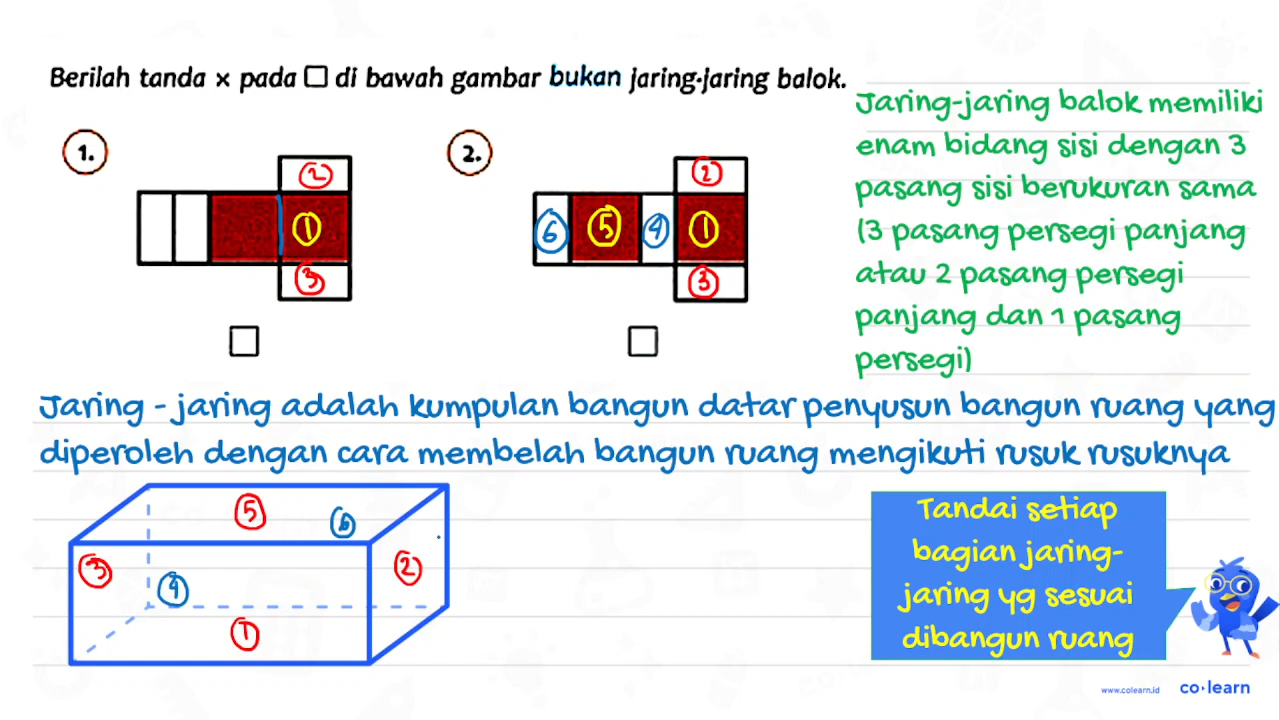 Berilah tanda × pada □ di bawah gambar bukan jaring-jaring balok.
1.
2
1
3
2.
2
6
5
4
1
3
Jaring-jaring balok memiliki
enam bidang sisi dengan 3
pasang sisi berukuran sama
(3 pasang persegi panjang
atau 2 pasang persegi
panjang dan 1 pasang
persegi)
Jaring - jaring adalah kumpulan bangun datar penyusun bangun ruang yang
diperoleh dengan cara membelah bangun ruang mengikuti rusuk rusuknya
5
6
3
2
4
1
Tandai setiap
bagian jaring-
jaring yg sesuai
dibangun ruang
www.colearn.id co·learn